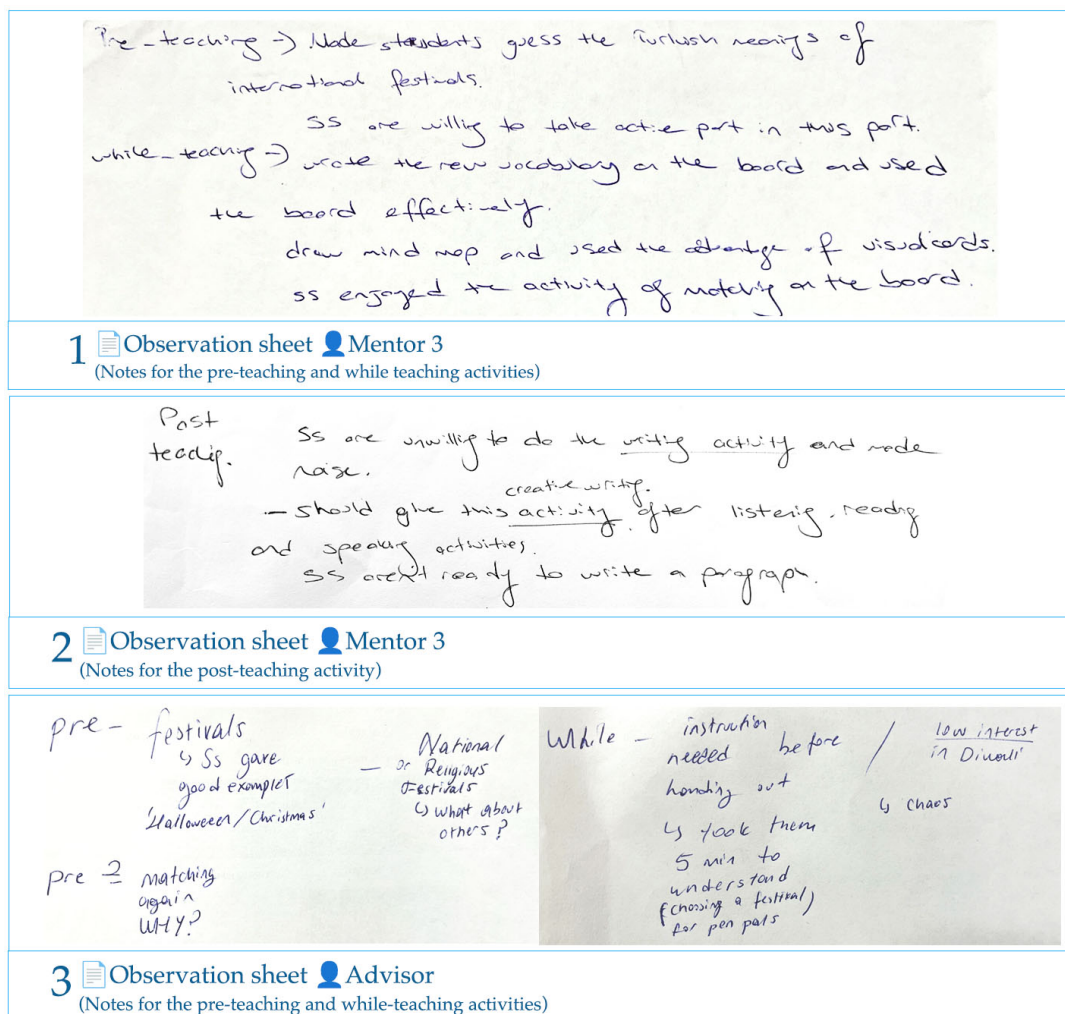 Pre-teaching → Made students guess the Turkish meanings of
international festivals.
SS are willing to take active part in this part.
while-teaching → wrote the new vocabulary on the board and used
the board effectively.
draw mind map and used the advantage of visual cards.
SS engaged the activity of matching on the board.
1 Observation sheet Mentor 3
(Notes for the pre-teaching and while teaching activities)
Post
teaching.
SS are unwilling to do the writing activity and made
noise.
creative writing.
- should give this activity after listening, reading
and speaking activities.
SS aren't ready to write a paragraph.
2 Observation sheet Mentor 3
(Notes for the post-teaching activity)
pre - festivals
↳ Ss gave
good examples
'Halloween/Christmas'
— National
or Religious
Festivals
↳ what about
others?
pre 2 matching
again
WHY?
While - instruction
needed before
handing out
↳ took them
5 min to
understand
(choosing a festival)
for pen pals
/ low interest
in Diwali
↳ chaos
3 Observation sheet Advisor
(Notes for the pre-teaching and while-teaching activities)